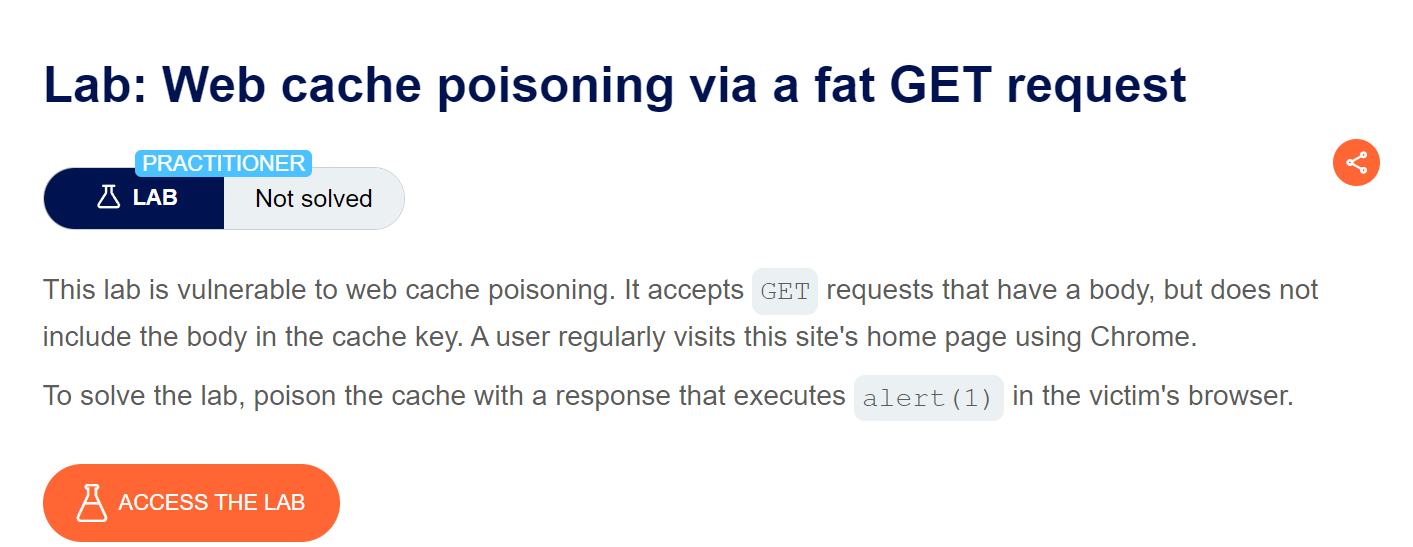 Lab: Web cache poisoning via a fat GET request
PRACTITIONER
LAB
Not solved
This lab is vulnerable to web cache poisoning. It accepts GET requests that have a body, but does not
include the body in the cache key. A user regularly visits this site's home page using Chrome.
To solve the lab, poison the cache with a response that executes alert(1) in the victim's browser.
ACCESS THE LAB